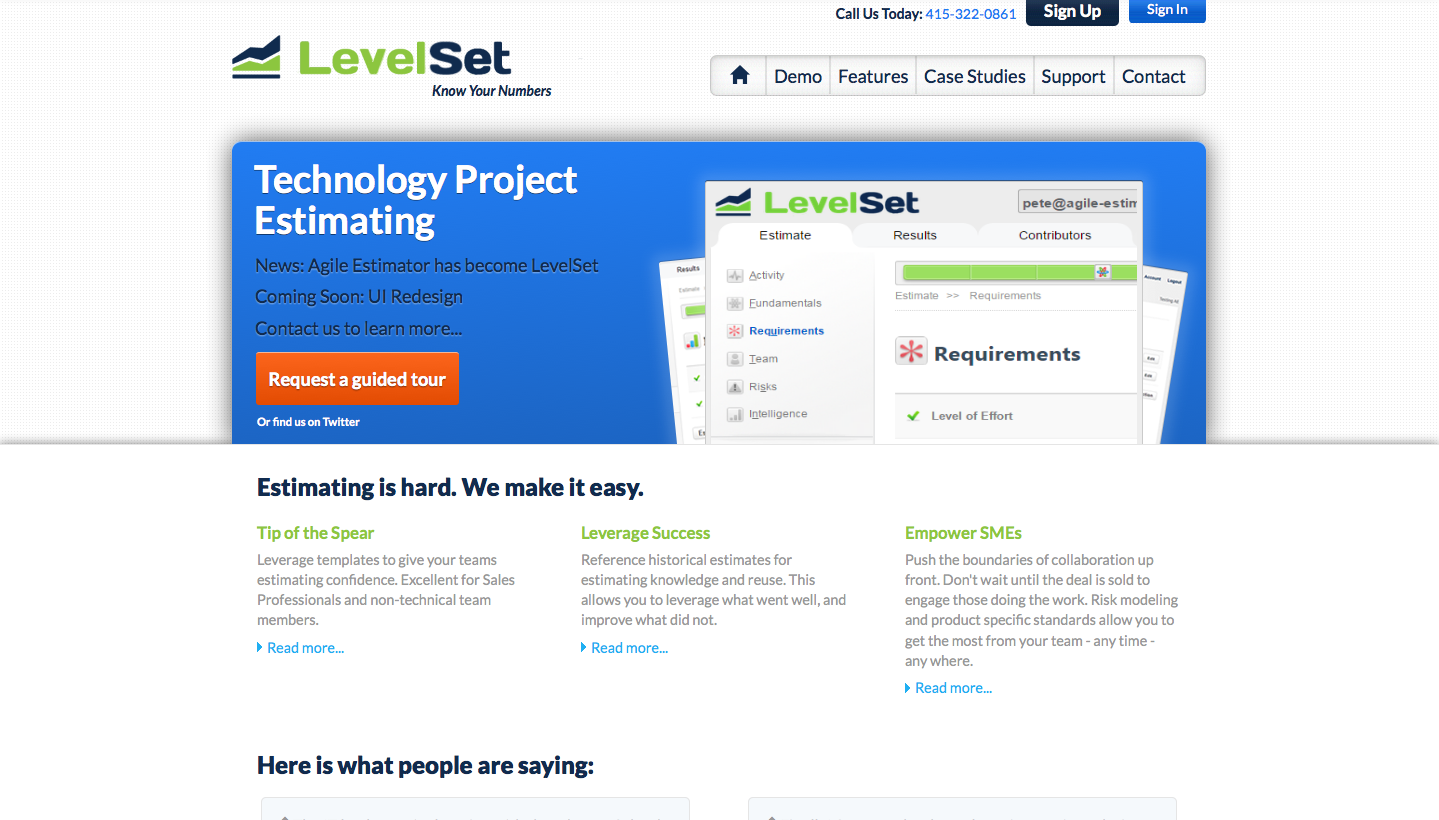 Call Us Today: 415-322-0861
Sign Up
Sign In
LevelSet
Know Your Numbers
Demo
Features
Case Studies
Support
Contact
Technology Project
Estimating
News: Agile Estimator has become LevelSet
Coming Soon: UI Redesign
Contact us to learn more...
Request a guided tour
Or find us on Twitter
Results
Estimate
LevelSet
pete@agile-estim
Estimate
Results
Contributors
Activity
Fundamentals
Requirements
Team
Risks
Intelligence
Estimate >> Requirements
Requirements
Level of Effort
Account
Logout
Estimating is hard. We make it easy.
Tip of the Spear
Leverage templates to give your teams
estimating confidence. Excellent for Sales
Professionals and non-technical team
members.
Read more...
Leverage Success
Reference historical estimates for
estimating knowledge and reuse. This
allows you to leverage what went well, and
improve what did not.
Read more...
Empower SMEs
Push the boundaries of collaboration up
front. Don't wait until the deal is sold to
engage those doing the work. Risk modeling
and product specific standards allow you to
get the most from your team - any time -
any where.
Read more...
Here is what people are saying: